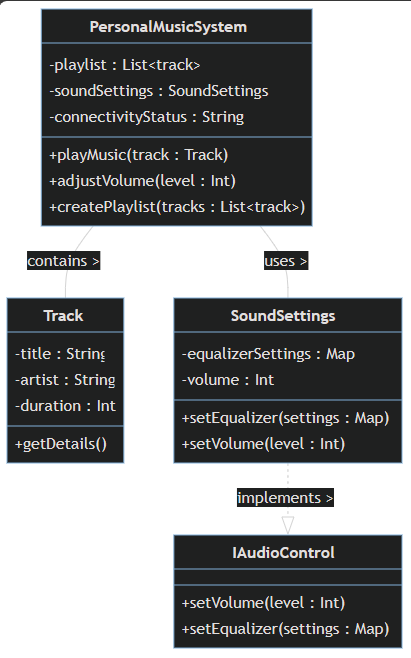 PersonalMusicSystem
-playlist : List<track>
-soundSettings : SoundSettings
-connectivityStatus : String
+playMusic(track : Track)
+adjustVolume(level : Int)
+createPlaylist(tracks : List<track>)
contains >
uses >
Track
-title : String
-artist : String
-duration : Int
+getDetails()
SoundSettings
-equalizerSettings : Map
-volume : Int
+setEqualizer(settings : Map)
+setVolume(level : Int)
implements >
IAudioControl
+setVolume(level : Int)
+setEqualizer(settings : Map)